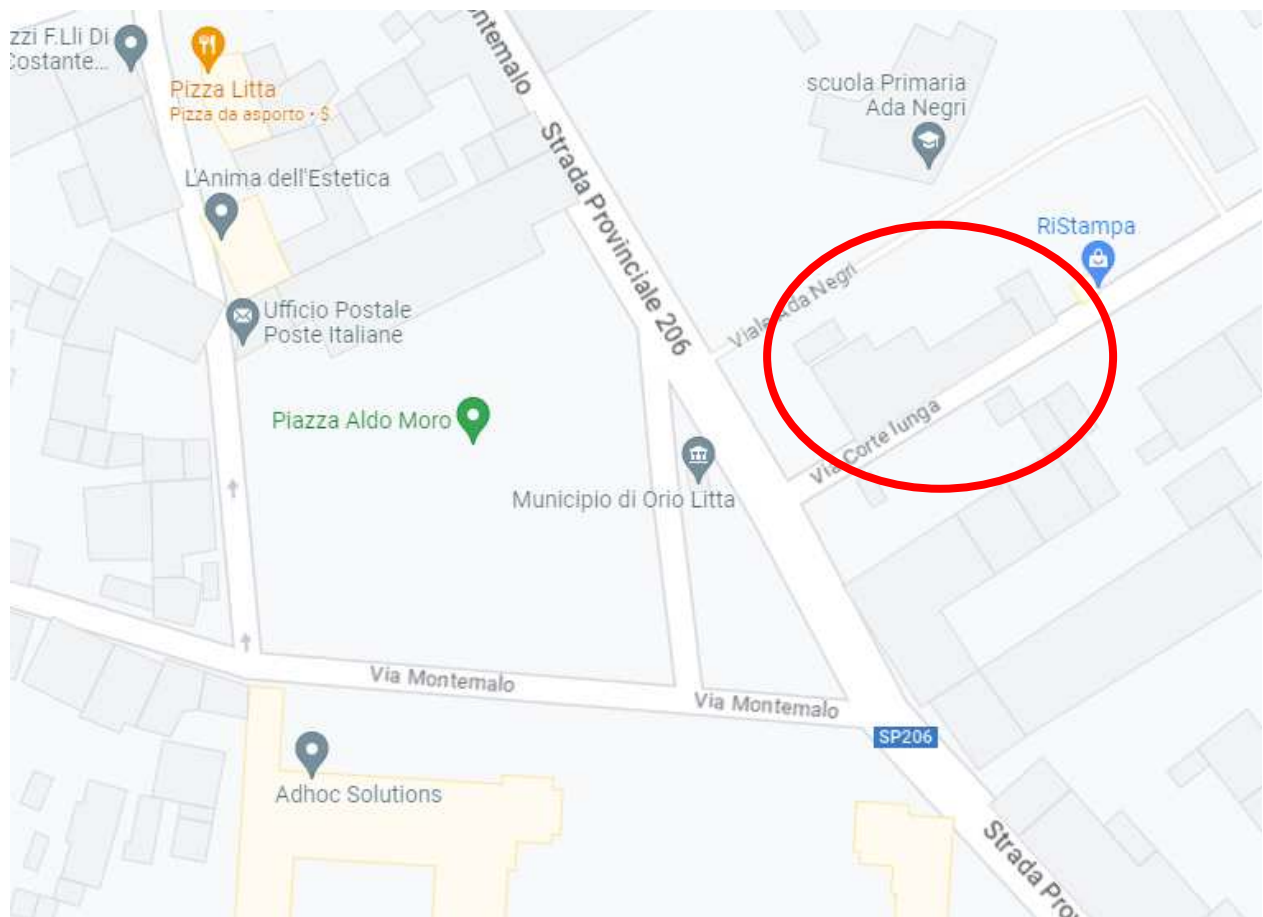 zzi F.Lli Di
Costante...
Pizza Litta
Pizza da asporto · $
L'Anima dell'Estetica
Ufficio Postale
Poste Italiane
Piazza Aldo Moro
Strada Provinciale 206
scuola Primaria
Ada Negri
RiStampa
Viale Ada Negri
Via Corte lunga
Municipio di Orio Litta
Via Montemalo
Via Montemalo
SP206
Adhoc Solutions
Strada Pro